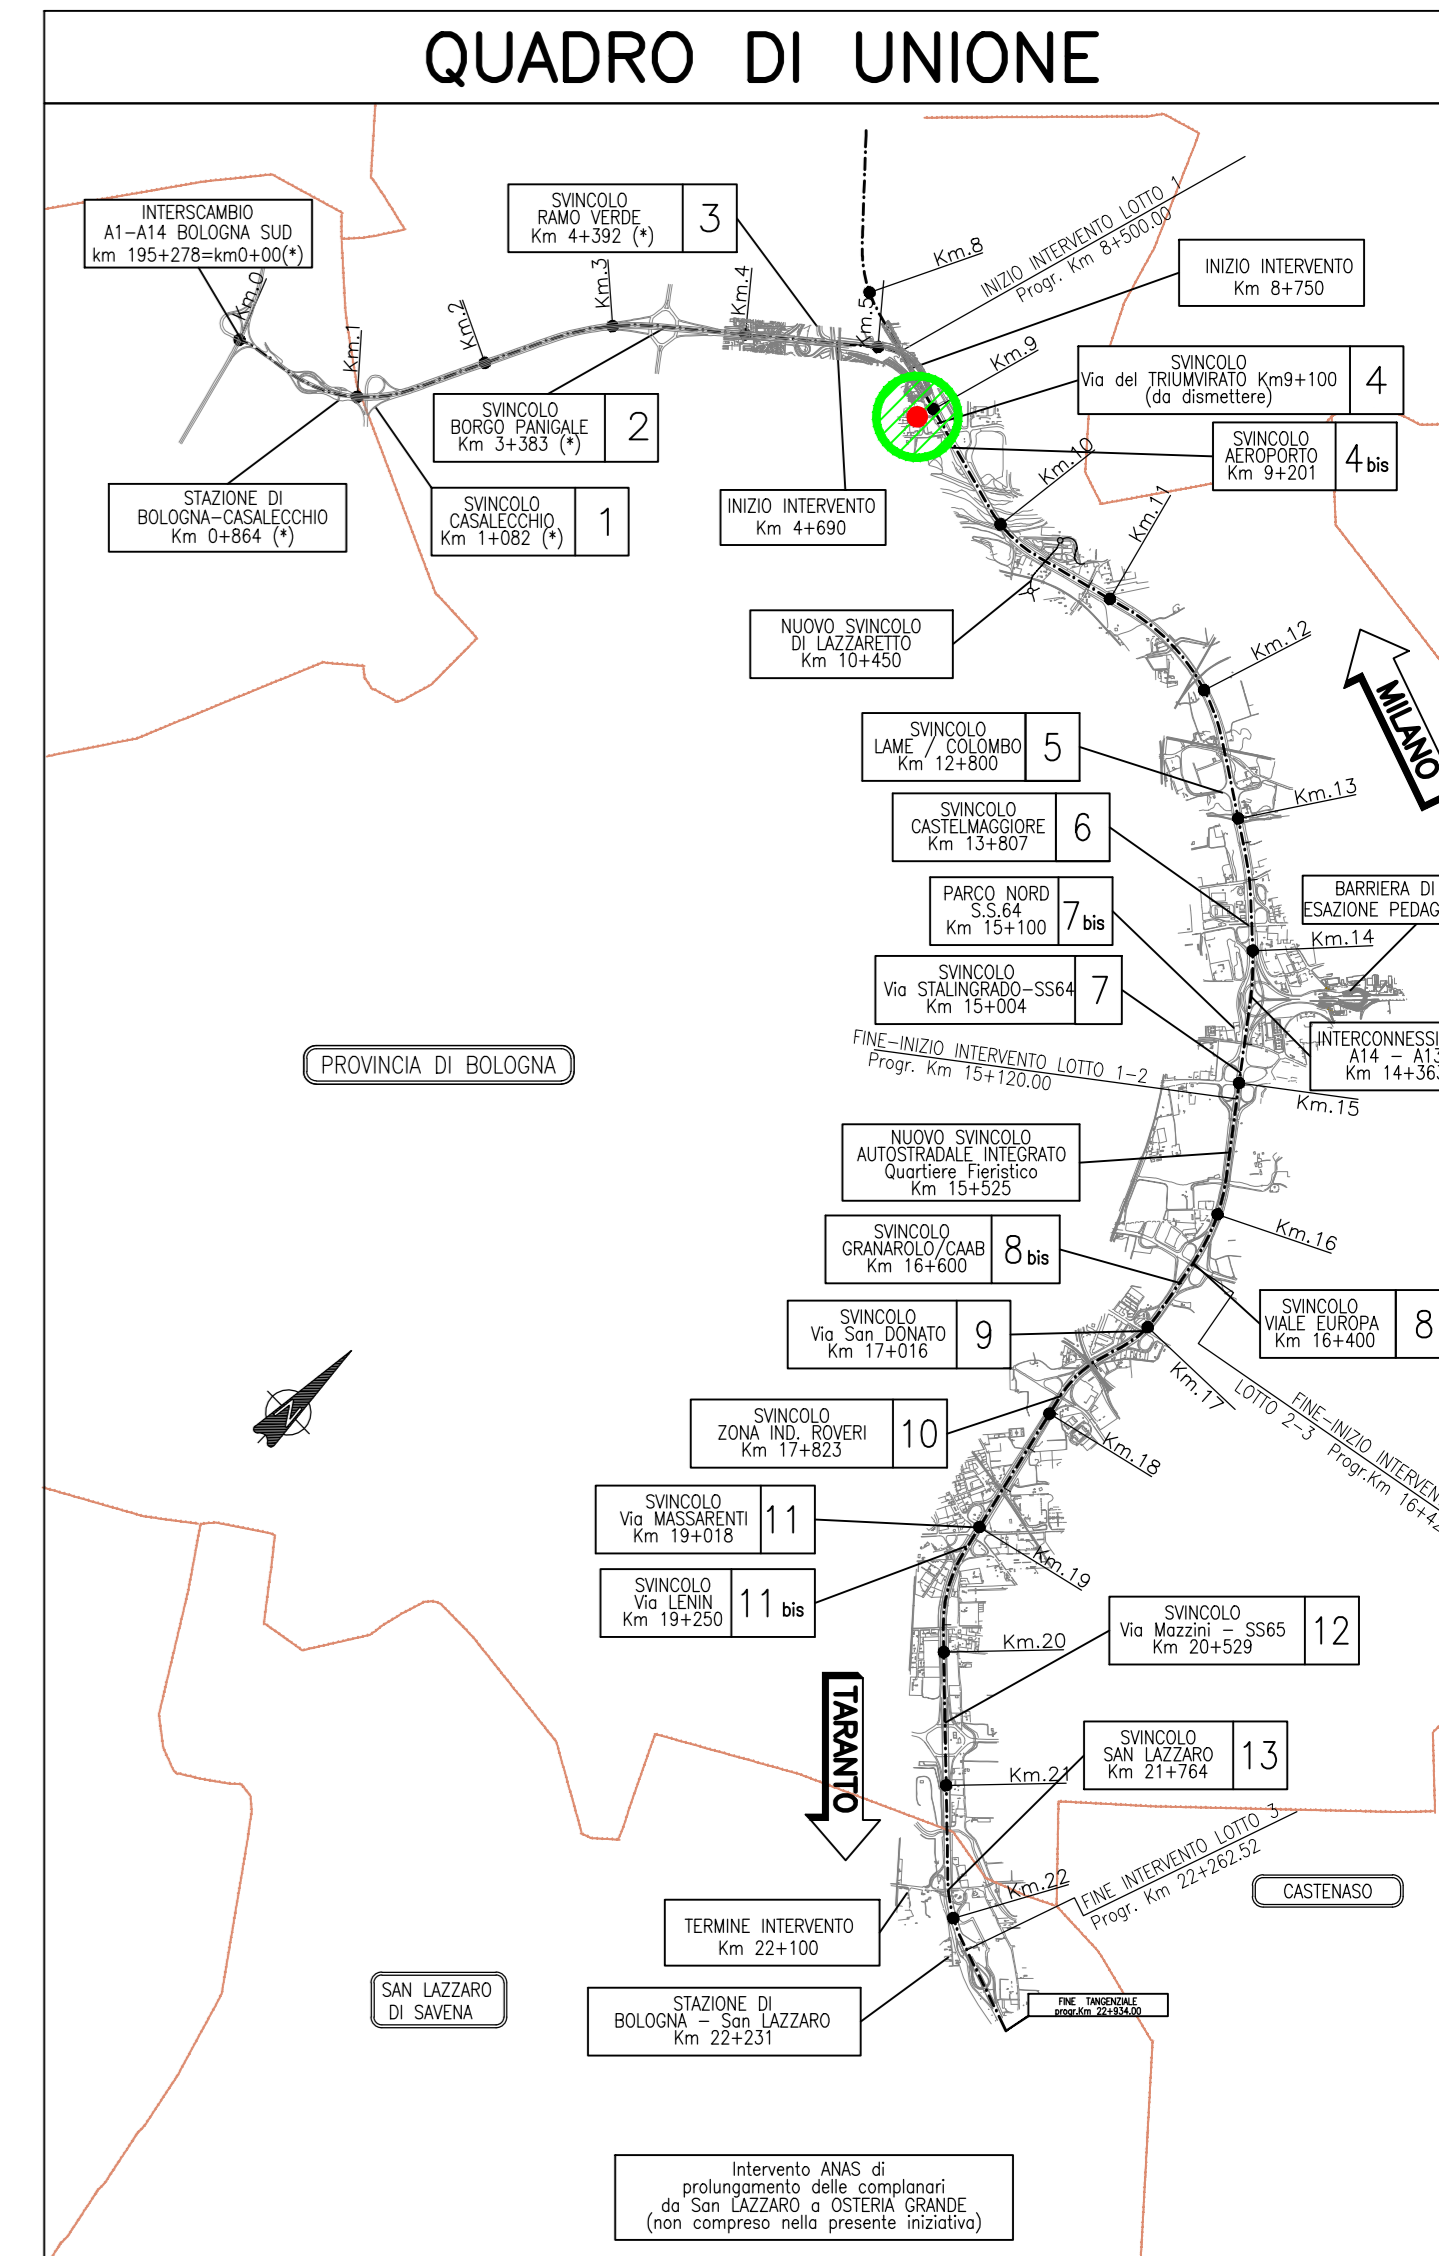 QUADRO DI UNIONE
INTERSCAMBIO
A1-A14 BOLOGNA SUD
km 195+278=km0+00(*)
SVINCOLO
RAMO VERDE
Km 4+392 (*)
3
INIZIO INTERVENTO LOTTO 1
Progr. Km 8+500.00
INIZIO INTERVENTO
Km 8+750
Km.0
Km.1
Km.2
Km.3
Km.4
Km.5
Km.8
Km.9
SVINCOLO
Via del TRIUMVIRATO Km9+100
(da dismettere)
4
SVINCOLO
BORGO PANIGALE
Km 3+383 (*)
2
SVINCOLO
AEROPORTO
Km 9+201
4 bis
STAZIONE DI
BOLOGNA-CASALECCHIO
Km 0+864 (*)
SVINCOLO
CASALECCHIO
Km 1+082 (*)
1
INIZIO INTERVENTO
Km 4+690
Km.10
Km.11
NUOVO SVINCOLO
DI LAZZARETTO
Km 10+450
Km.12
MILANO
SVINCOLO
LAME / COLOMBO
Km 12+800
5
Km.13
SVINCOLO
CASTELMAGGIORE
Km 13+807
6
PARCO NORD
S.S.64
Km 15+100
7 bis
BARRIERA DI
ESAZIONE PEDAG
Km.14
SVINCOLO
Via STALINGRADO-SS64
Km 15+004
7
FINE-INIZIO INTERVENTO LOTTO 1-2
Progr. Km 15+120.00
INTERCONNESSI
A14 - A13
Km 14+363
Km.15
PROVINCIA DI BOLOGNA
NUOVO SVINCOLO
AUTOSTRADALE INTEGRATO
Quartiere Fieristico
Km 15+525
Km.16
SVINCOLO
GRANAROLO/CAAB
Km 16+600
8 bis
SVINCOLO
VIALE EUROPA
Km 16+400
8
SVINCOLO
Via San DONATO
Km 17+016
9
Km.17
FINE-INIZIO INTERVEN
LOTTO 2-3 Progr.Km 16+42
SVINCOLO
ZONA IND. ROVERI
Km 17+823
10
Km.18
SVINCOLO
Via MASSARENTI
Km 19+018
11
Km.19
SVINCOLO
Via LENIN
Km 19+250
11 bis
SVINCOLO
Via Mazzini - SS65
Km 20+529
12
Km.20
TARANTO
SVINCOLO
SAN LAZZARO
Km 21+764
13
Km.21
FINE INTERVENTO LOTTO 3
Progr. Km 22+262.52
Km.22
CASTENASO
TERMINE INTERVENTO
Km 22+100
SAN LAZZARO
DI SAVENA
STAZIONE DI
BOLOGNA - San LAZZARO
Km 22+231
FINE TANGENZIALE
progr.Km 22+934.00
Intervento ANAS di
prolungamento delle complanari
da San LAZZARO a OSTERIA GRANDE
(non compreso nella presente iniziativa)